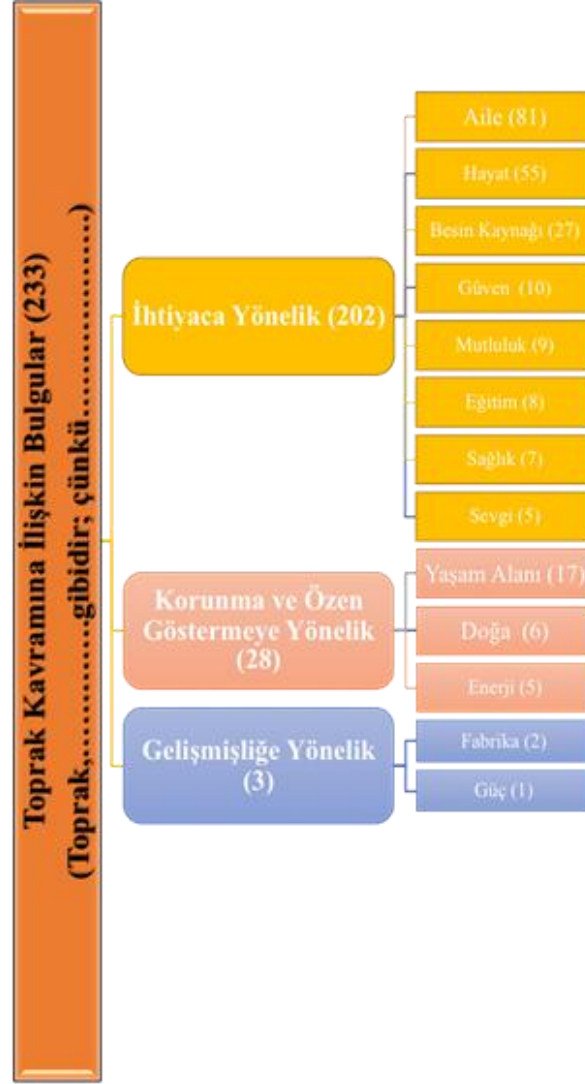 Toprak Kavramına İlişkin Bulgular (233)
(Toprak,..............gibidir; çünkü........................)
İhtiyaca Yönelik (202)
Aile (81)
Hayat (55)
Besin Kaynağı (27)
Güven (10)
Mutluluk (9)
Eğitim (8)
Sağlık (7)
Sevgi (5)
Korunma ve Özen
Göstermeye Yönelik
(28)
Yaşam Alanı (17)
Doğa (6)
Enerji (5)
Gelişmişliğe Yönelik
(3)
Fabrika (2)
Güç (1)